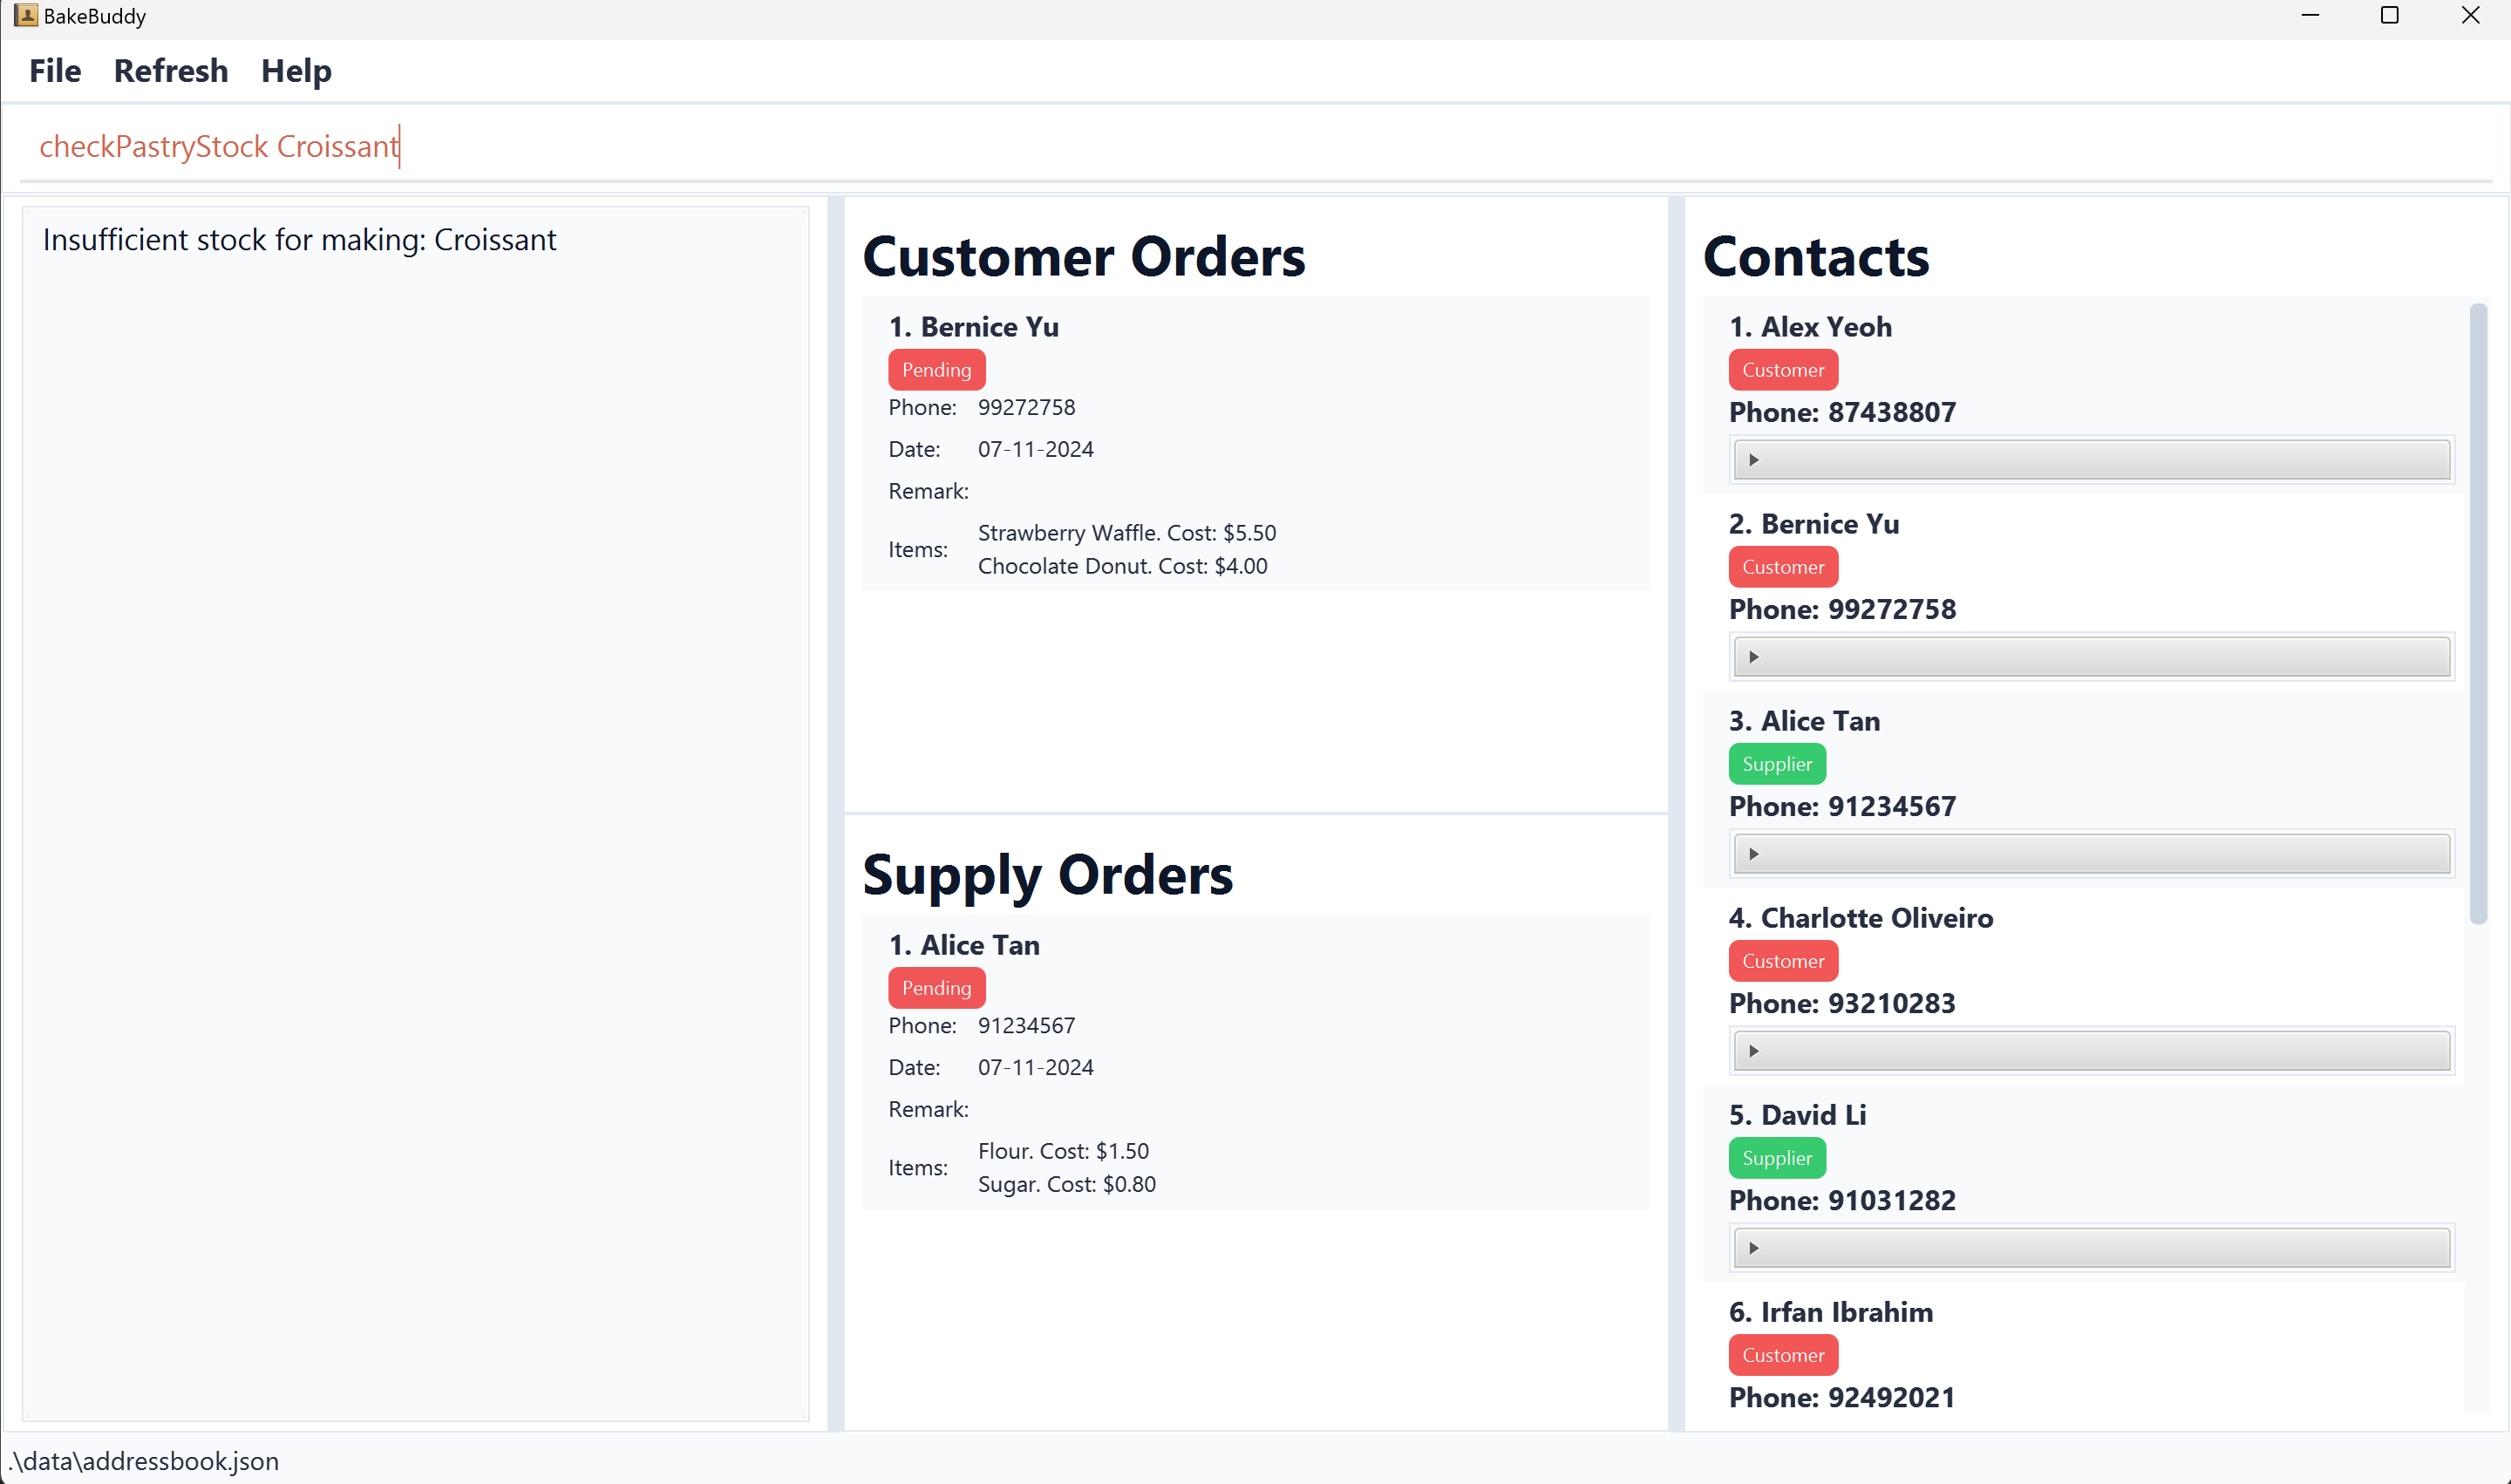 BakeBuddy
File Refresh Help
checkPastryStock Croissant
Insufficient stock for making: Croissant
Customer Orders
1. Bernice Yu
Pending
Phone: 99272758
Date: 07-11-2024
Remark:
Items:
Strawberry Waffle. Cost: $5.50
Chocolate Donut. Cost: $4.00
Supply Orders
1. Alice Tan
Pending
Phone: 91234567
Date: 07-11-2024
Remark:
Items:
Flour. Cost: $1.50
Sugar. Cost: $0.80
Contacts
1. Alex Yeoh
Customer
Phone: 87438807
2. Bernice Yu
Customer
Phone: 99272758
3. Alice Tan
Supplier
Phone: 91234567
4. Charlotte Oliveiro
Customer
Phone: 93210283
5. David Li
Supplier
Phone: 91031282
6. Irfan Ibrahim
Customer
Phone: 92492021
.\data\addressbook.json